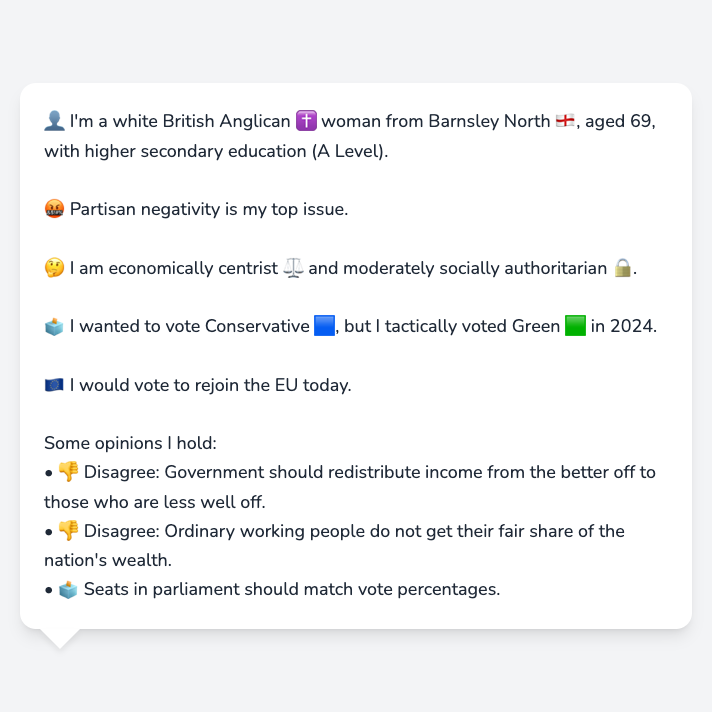 👤 I'm a white British Anglican ✝️ woman from Barnsley North 🏴󠁧󠁢󠁥󠁮󠁧󠁿, aged 69,
with higher secondary education (A Level).
🤬 Partisan negativity is my top issue.
🤔 I am economically centrist ⚖️ and moderately socially authoritarian 🔒.
🗳️ I wanted to vote Conservative 🟦, but I tactically voted Green 🟩 in 2024.
🇪🇺 I would vote to rejoin the EU today.
Some opinions I hold:
• 👎 Disagree: Government should redistribute income from the better off to
those who are less well off.
• 👎 Disagree: Ordinary working people do not get their fair share of the
nation's wealth.
• 🗳️ Seats in parliament should match vote percentages.